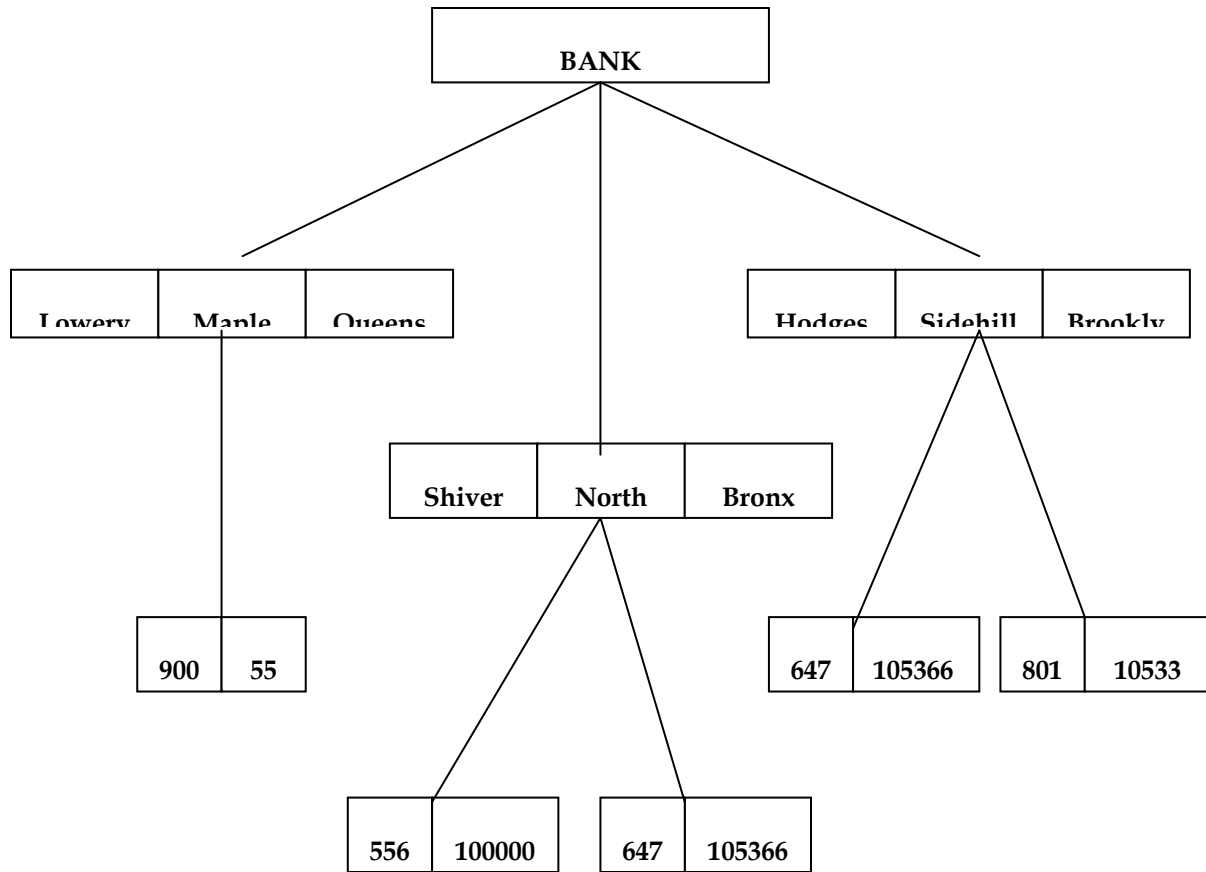 BANK
Lowery Maple Queens
Hodges Sidehill Brookly
Shiver North Bronx
900 55
647 105366 801 10533
556 100000 647 105366